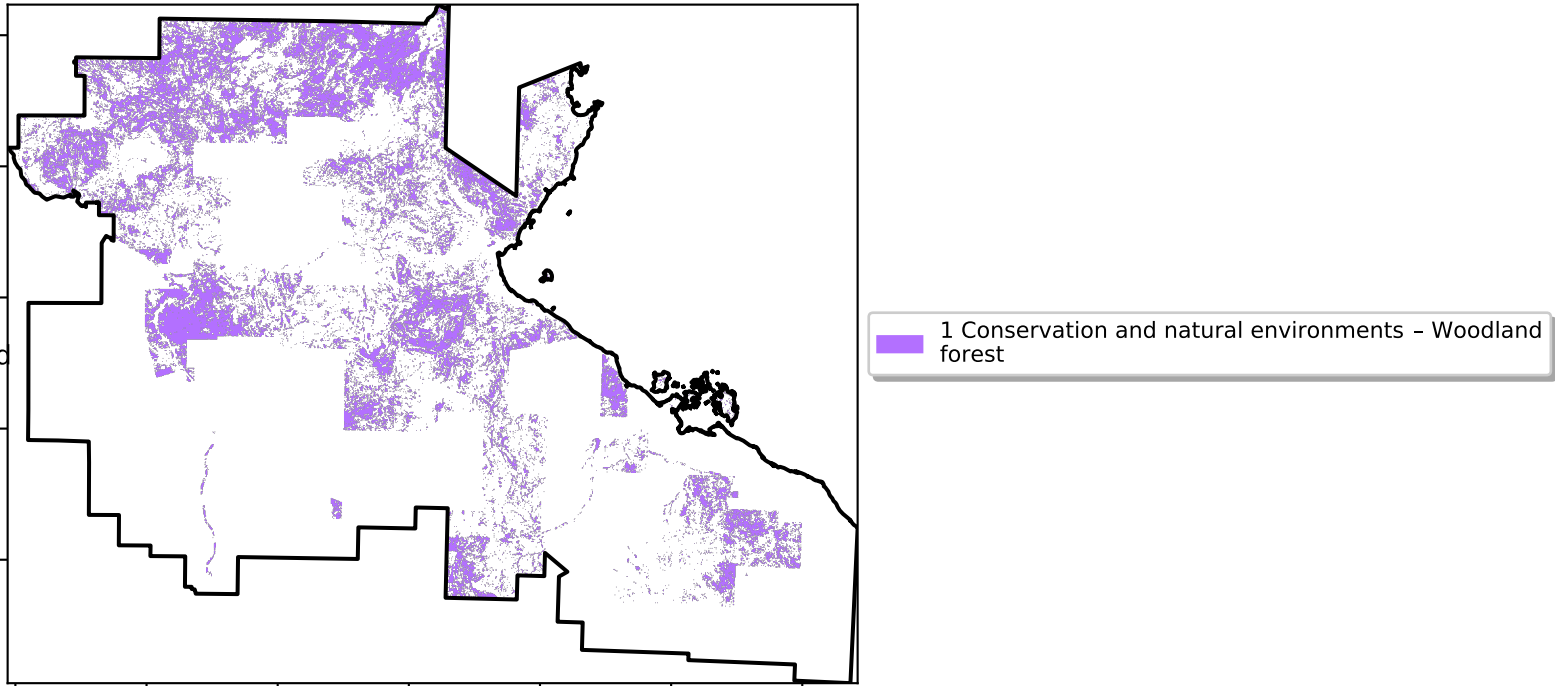 1 Conservation and natural environments – Woodland
forest